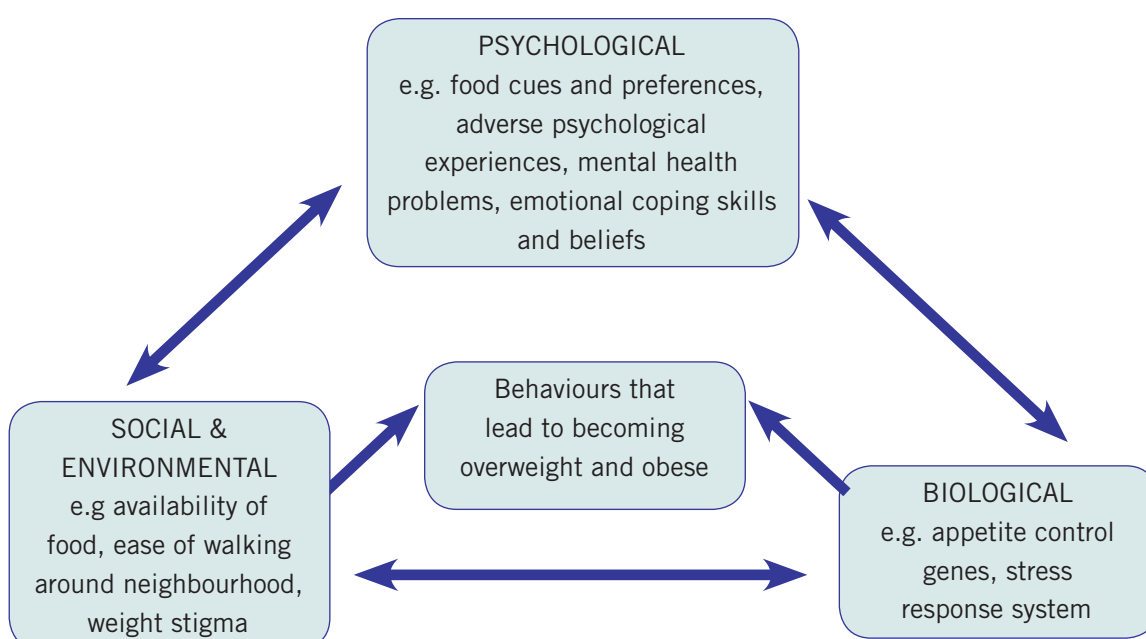 PSYCHOLOGICAL
e.g. food cues and preferences,
adverse psychological
experiences, mental health
problems, emotional coping skills
and beliefs
Behaviours that
lead to becoming
overweight and obese
SOCIAL &
ENVIRONMENTAL
e.g availability of
food, ease of walking
around neighbourhood,
weight stigma
BIOLOGICAL
e.g. appetite control
genes, stress
response system